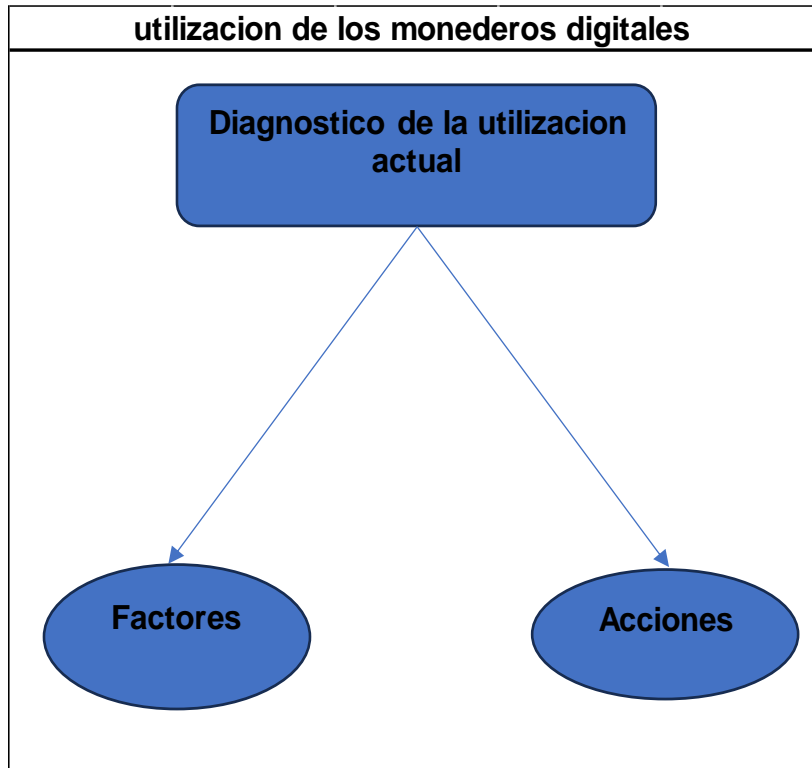 utilizacion de los monederos digitales
Diagnostico de la utilizacion
actual
Factores
Acciones